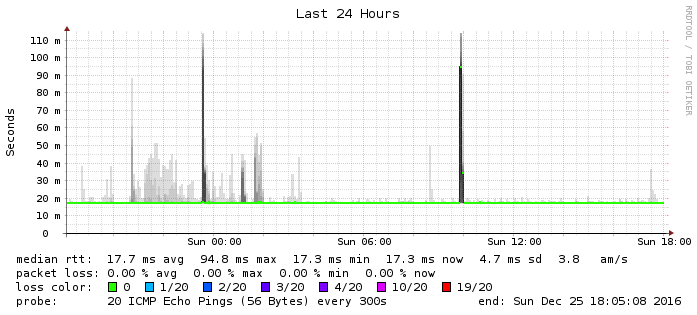 Last 24 Hours
RRDTOOL / TOBI OETIKER
Seconds
110 m
100 m
90 m
80 m
70 m
60 m
50 m
40 m
30 m
20 m
10 m
0
Sun 00:00 Sun 06:00 Sun 12:00 Sun 18:00
median rtt: 17.7 ms avg 94.8 ms max 17.3 ms min 17.3 ms now 4.7 ms sd 3.8 am/s
packet loss: 0.00 % avg 0.00 % max 0.00 % min 0.00 % now
loss color: 0 1/20 2/20 3/20 4/20 10/20 19/20
probe: 20 ICMP Echo Pings (56 Bytes) every 300s end: Sun Dec 25 18:05:08 2016